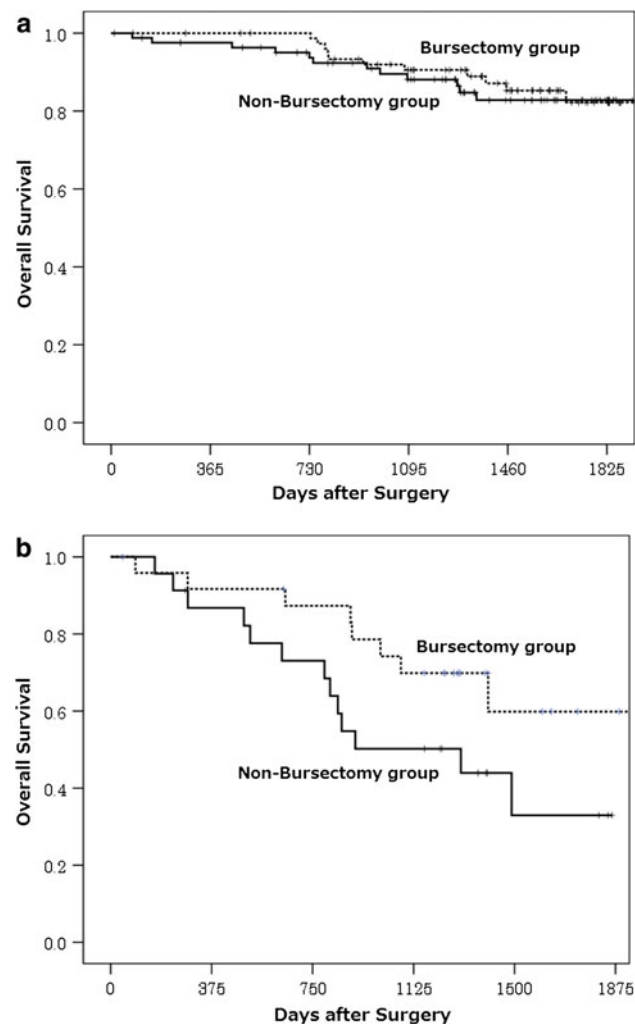 a
1.0
Bursectomy group
0.8
Non-Bursectomy group
0.6
0.4
0.2
0.0
Overall Survival
0 365 730 1095 1460 1825
Days after Surgery
b
1.0
0.8
Bursectomy group
0.6
Non-Bursectomy group
0.4
0.2
0.0
Overall Survival
0 375 750 1125 1500 1875
Days after Surgery